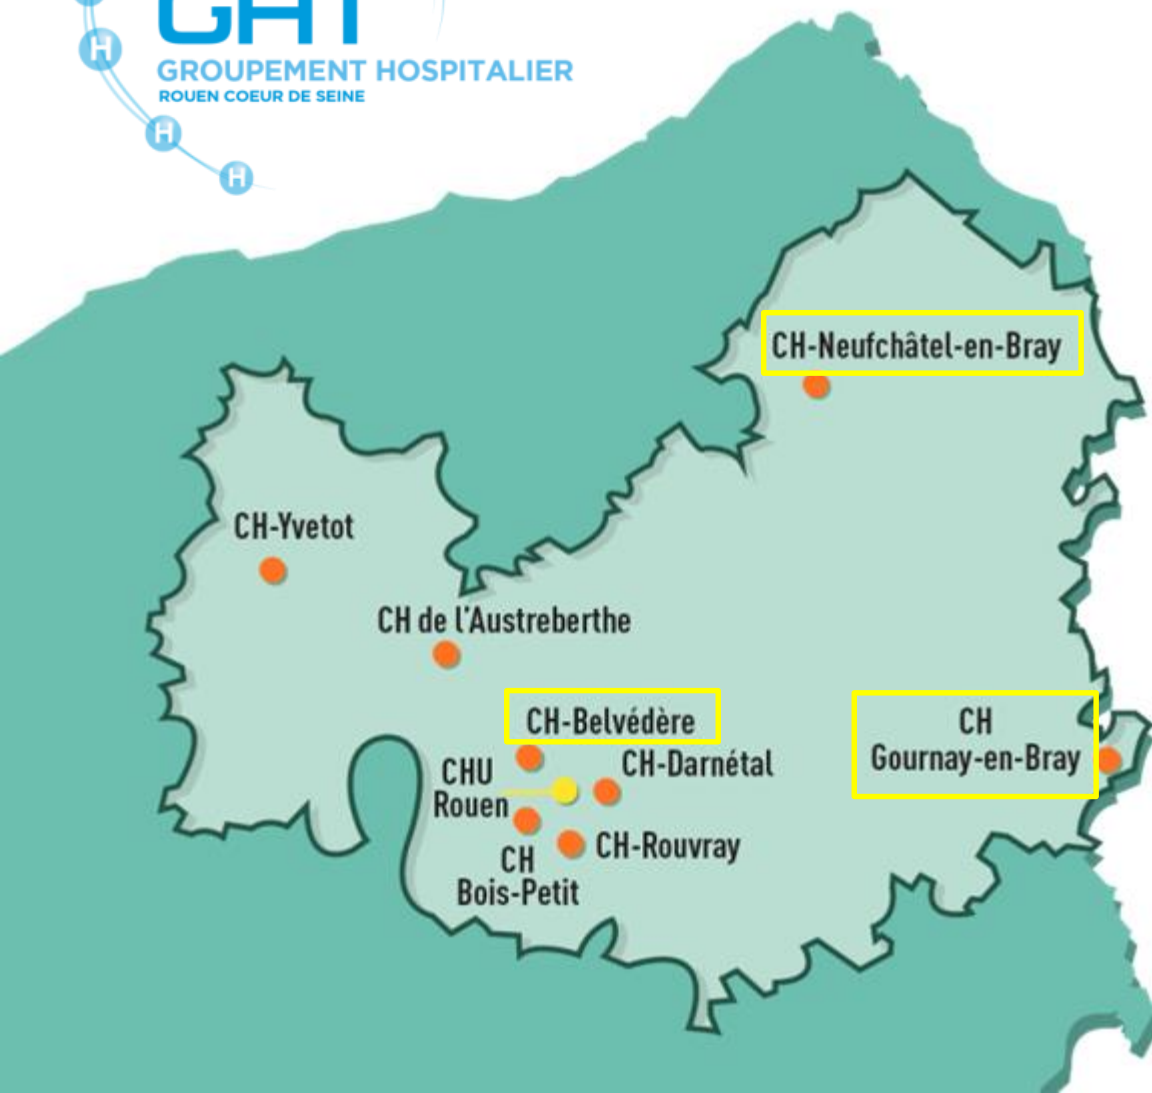 GHT
GROUPEMENT HOSPITALIER
ROUEN COEUR DE SEINE
H
H
H
CH-Neufchâtel-en-Bray
CH-Yvetot
CH de l'Austreberthe
CH-Belvédère
CH
Gournay-en-Bray
CH-Darnétal
CHU
Rouen
CH-Rouvray
CH
Bois-Petit